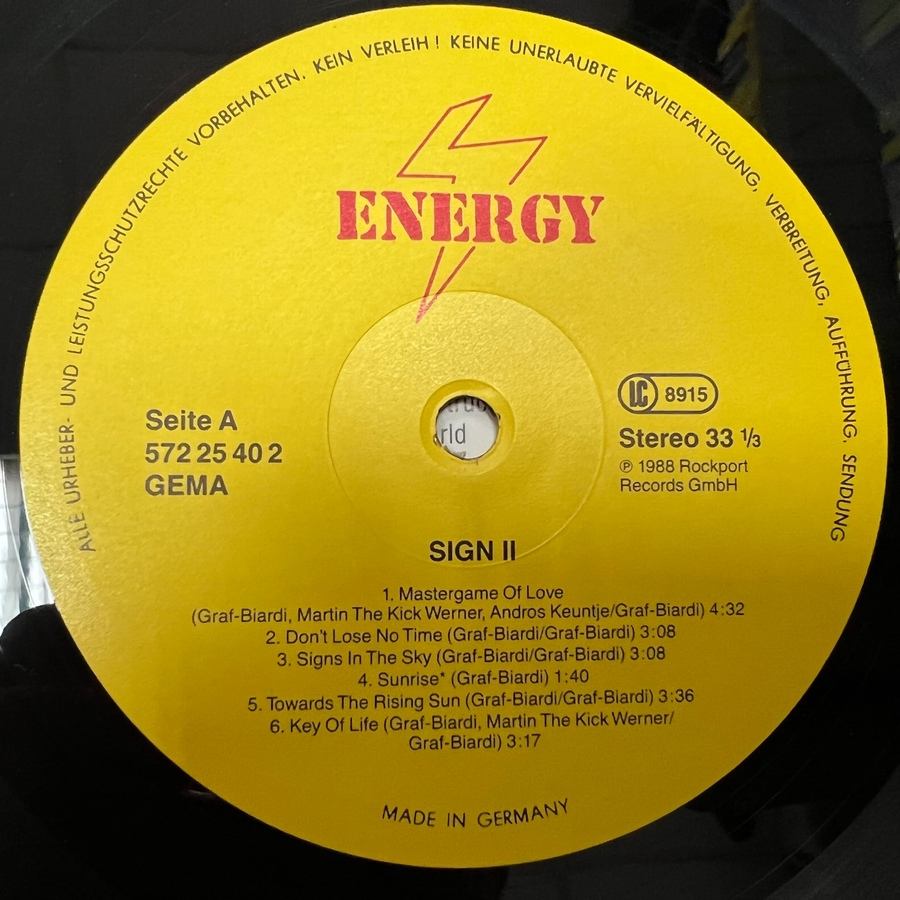 ALLE URHEBER- UND LEISTUNGSSCHUTZRECHTE VORBEHALTEN. KEIN VERLEIH! KEINE UNERLAUBTE VERVIELFÄLTIGUNG, VERBREITUNG, AUFFÜHRUNG, SENDUNG
ENERGY
Seite A
572 25 40 2
GEMA
LC 8915
Stereo 33 1/3
℗ 1988 Rockport
Records GmbH
SIGN II
1. Mastergame Of Love
(Graf-Biardi, Martin The Kick Werner, Andros Keuntje/Graf-Biardi) 4:32
2. Don't Lose No Time (Graf-Biardi/Graf-Biardi) 3:08
3. Signs In The Sky (Graf-Biardi/Graf-Biardi) 3:08
4. Sunrise* (Graf-Biardi) 1:40
5. Towards The Rising Sun (Graf-Biardi/Graf-Biardi) 3:36
6. Key Of Life (Graf-Biardi, Martin The Kick Werner/
Graf-Biardi) 3:17
MADE IN GERMANY